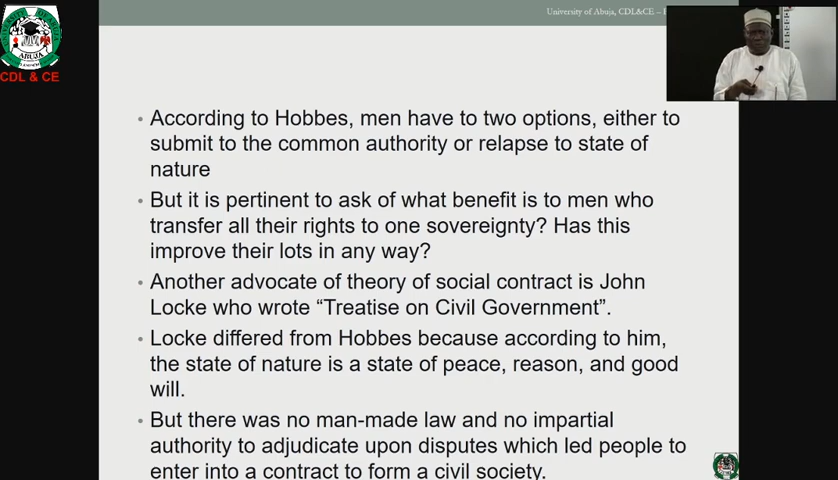 University of Abuja, CDL&CE –
ABUJA
CDL & CE
• According to Hobbes, men have to two options, either to
submit to the common authority or relapse to state of
nature
• But it is pertinent to ask of what benefit is to men who
transfer all their rights to one sovereignty? Has this
improve their lots in any way?
• Another advocate of theory of social contract is John
Locke who wrote “Treatise on Civil Government”.
• Locke differed from Hobbes because according to him,
the state of nature is a state of peace, reason, and good
will.
• But there was no man-made law and no impartial
authority to adjudicate upon disputes which led people to
enter into a contract to form a civil society.